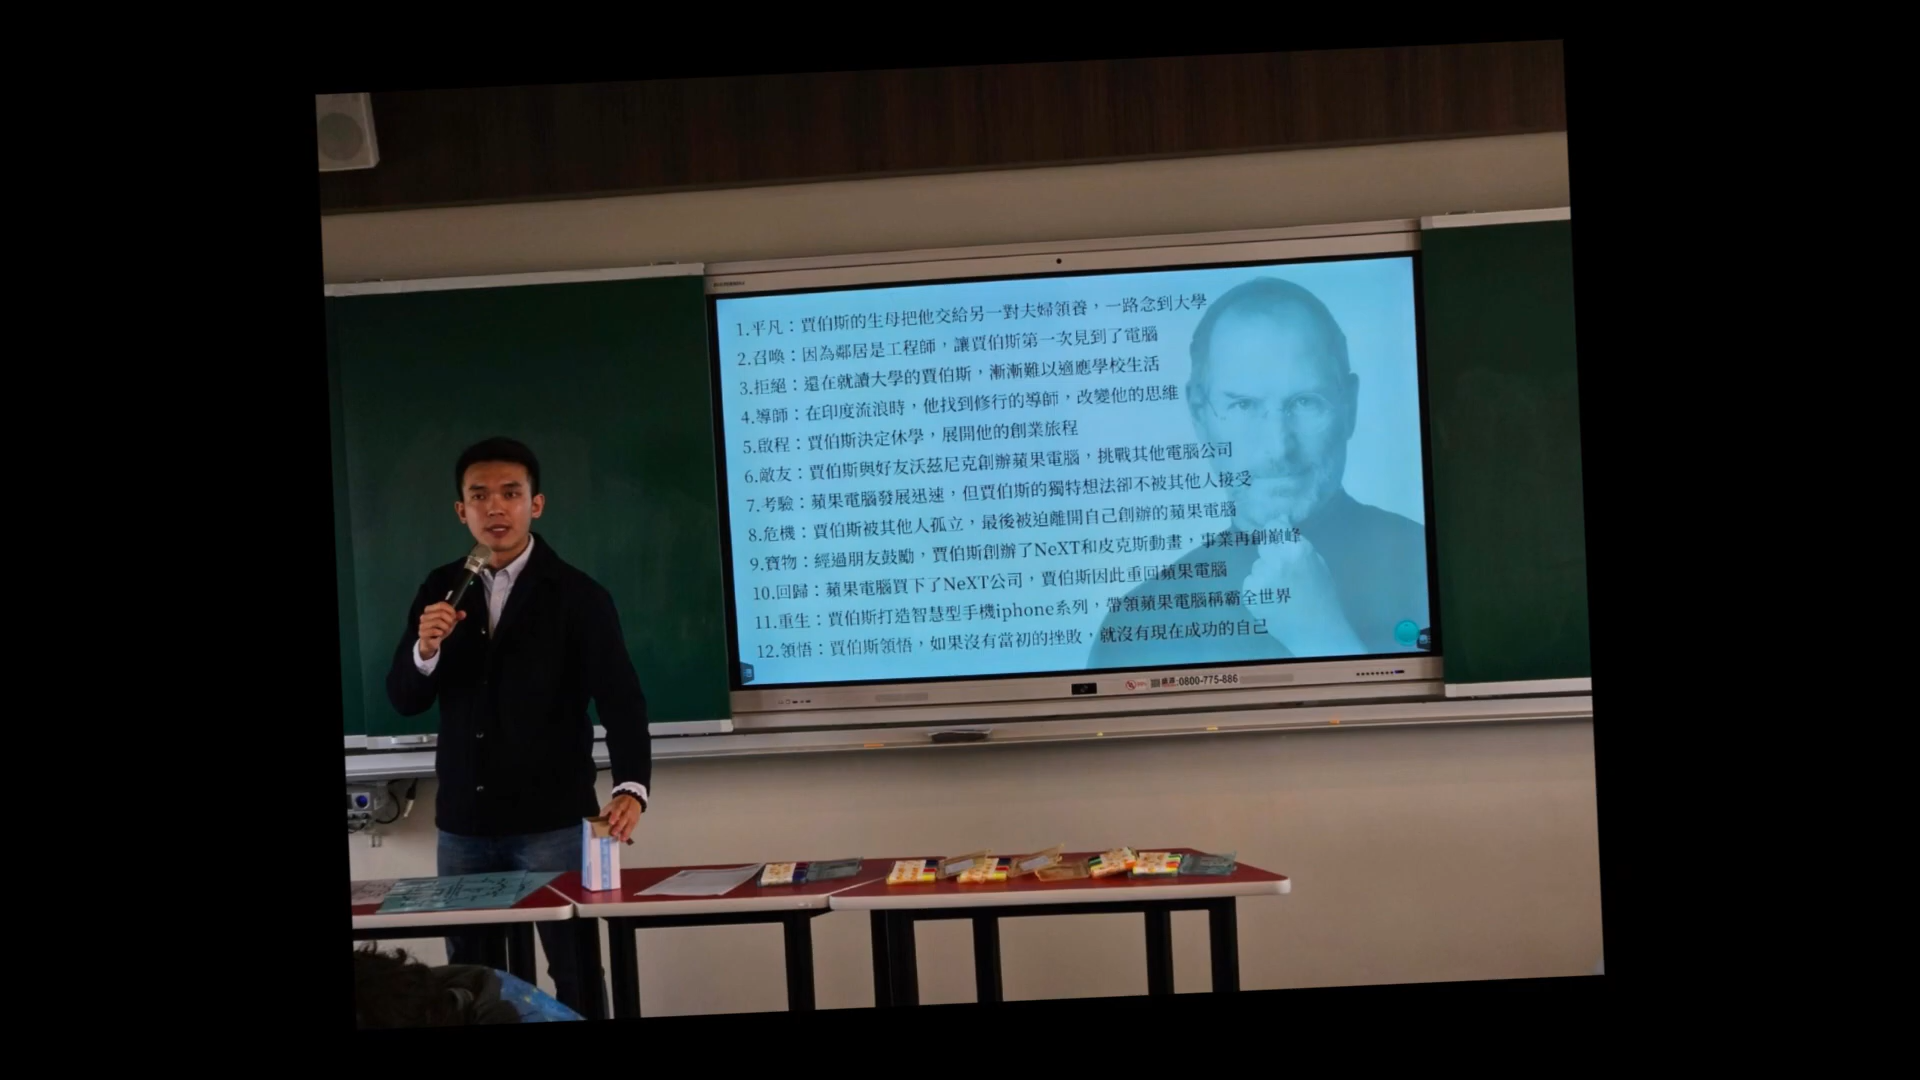 1.平凡：賈伯斯的生母把他交給另一對夫婦領養，一路念到大學
2.召喚：因為鄰居是工程師，讓賈伯斯第一次見到了電腦
3.拒絕：還在就讀大學的賈伯斯，漸漸難以適應學校生活
4.導師：在印度流浪時，他找到修行的導師，改變他的思維
5.啟程：賈伯斯決定休學，展開他的創業旅程
6.敵友：賈伯斯與好友沃茲尼克創辦蘋果電腦，挑戰其他電腦公司
7.考驗：蘋果電腦發展迅速，但賈伯斯的獨特想法卻不被其他人接受
8.危機：賈伯斯被其他人孤立，最後被迫離開自己創辦的蘋果電腦
9.寶物：經過朋友鼓勵，賈伯斯創辦了NeXT和皮克斯動畫，事業再創巔峰
10.回歸：蘋果電腦買下了NeXT公司，賈伯斯因此重回蘋果電腦
11.重生：賈伯斯打造智慧型手機iphone系列，帶領蘋果電腦稱霸全世界
12.領悟：賈伯斯領悟，如果沒有當初的挫敗，就沒有現在成功的自己
0800-775-886